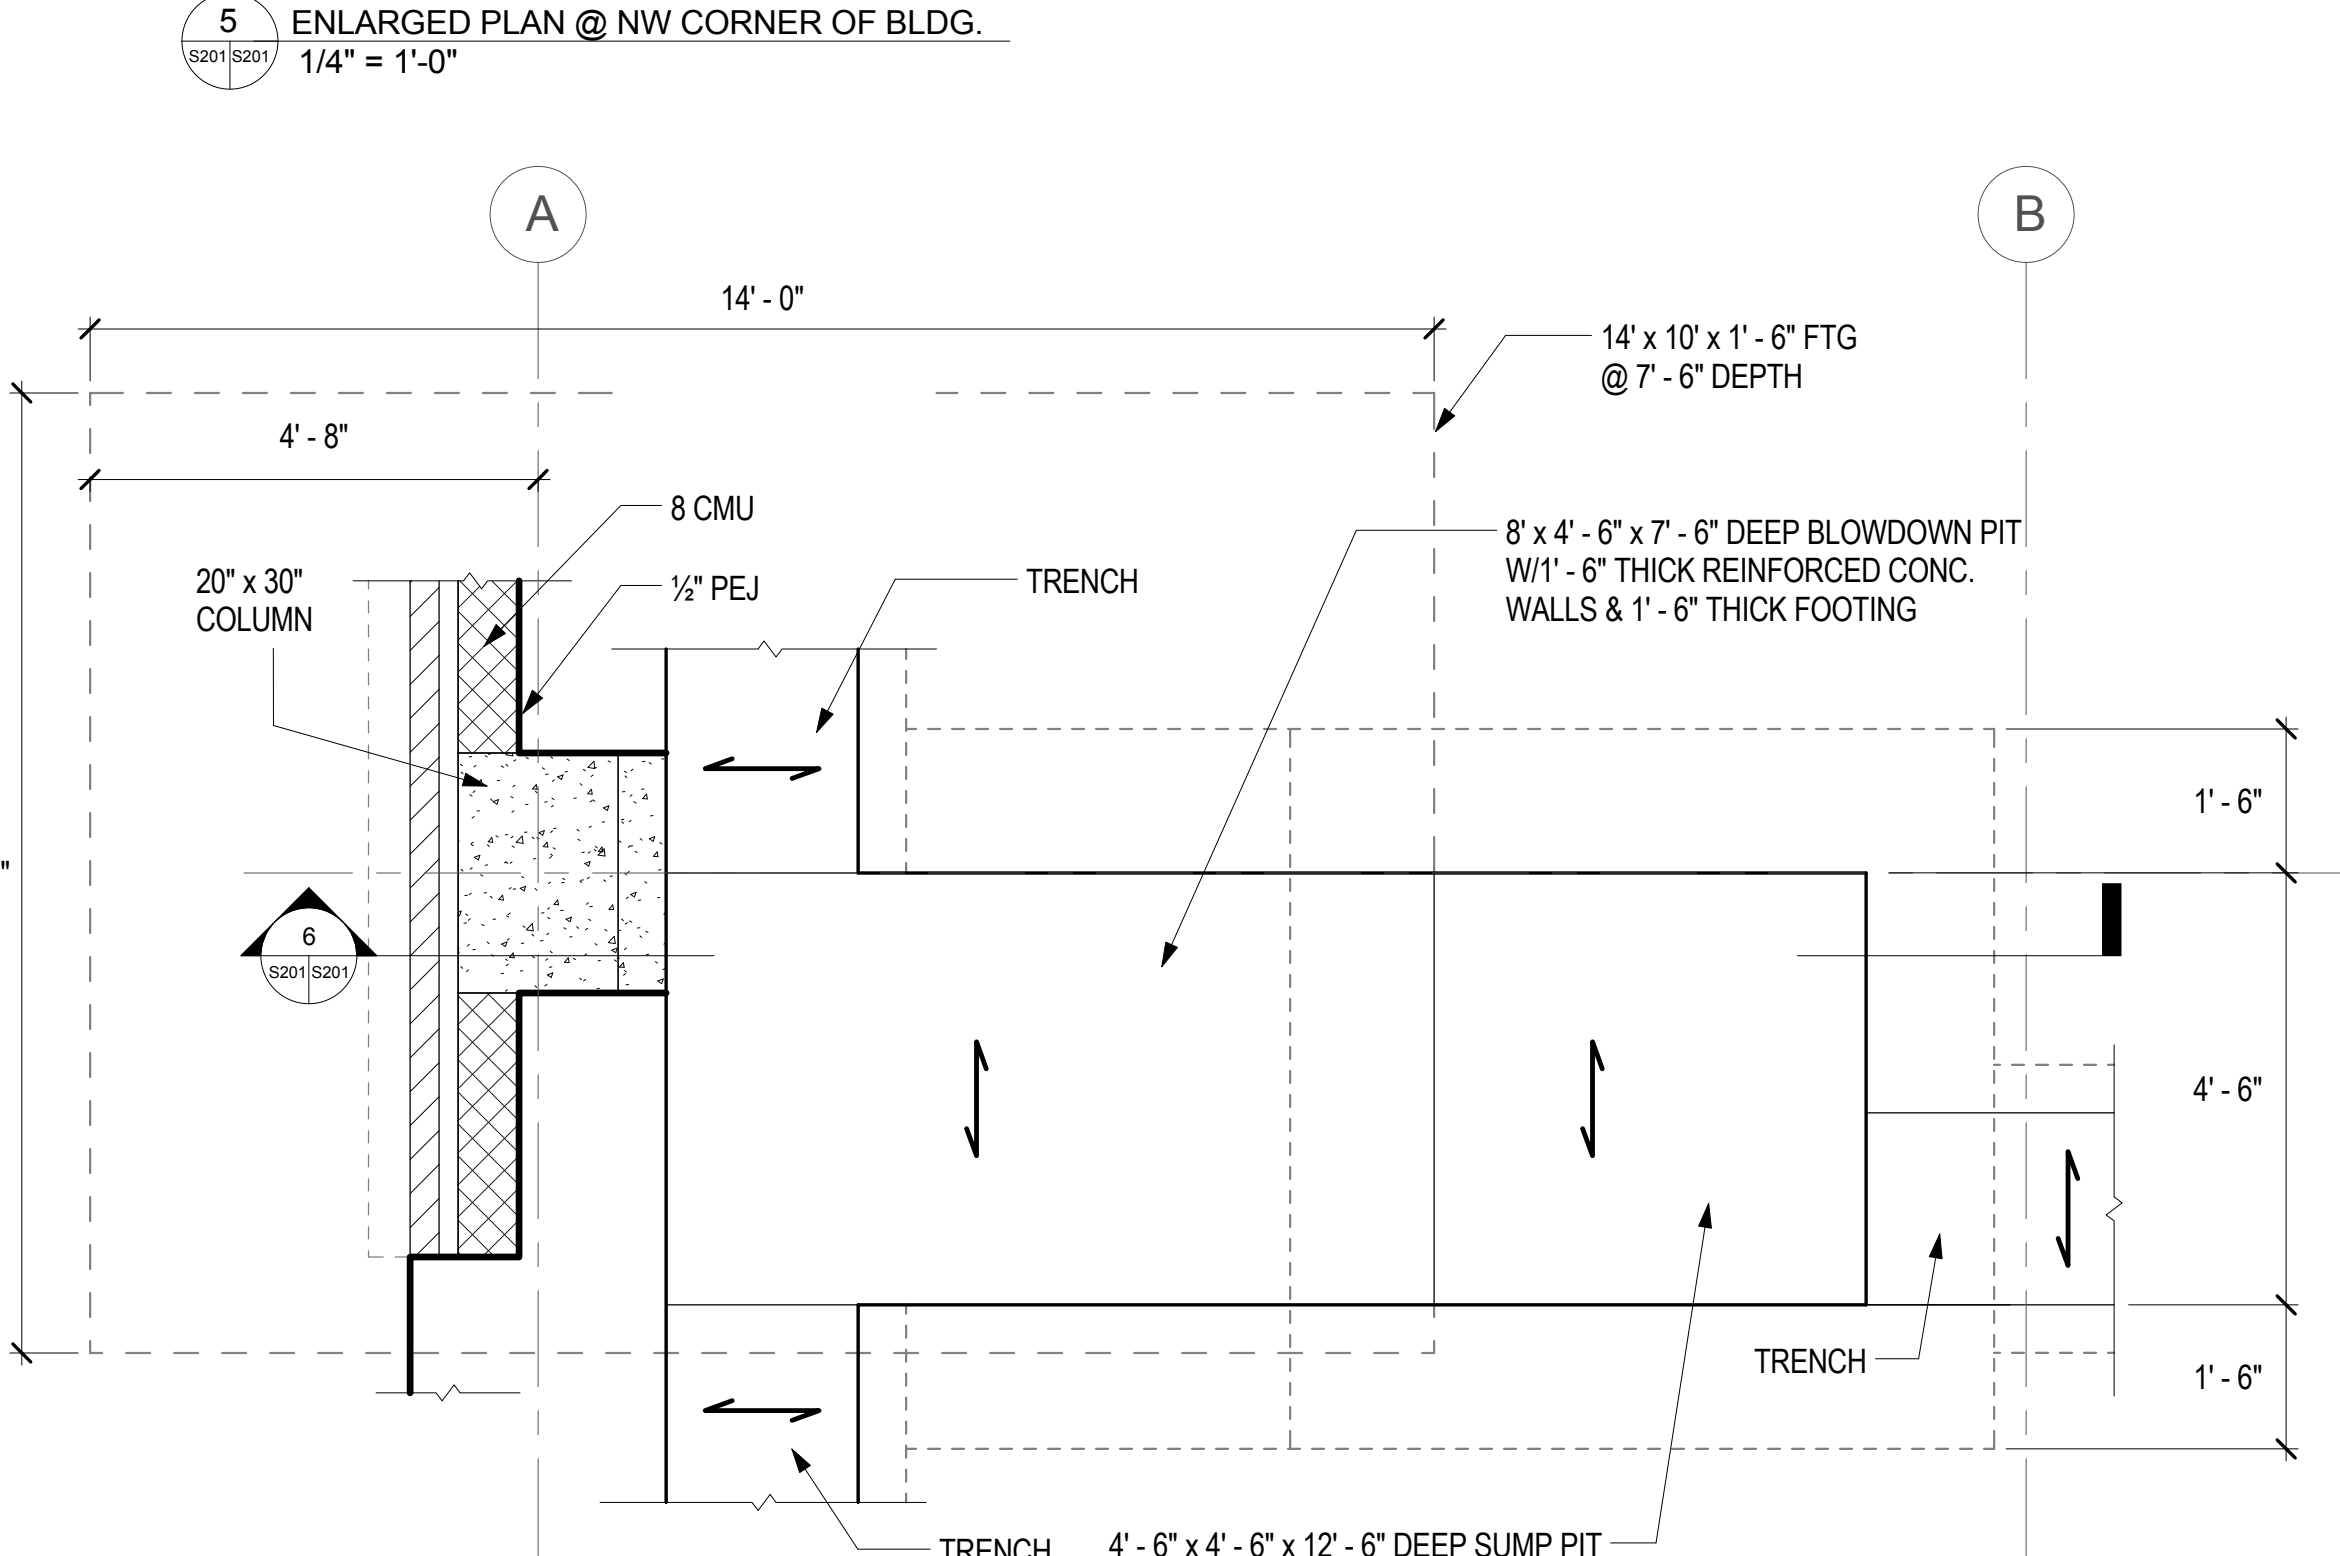 5
ENLARGED PLAN @ NW CORNER OF BLDG.
S201 S201
1/4" = 1'-0"
A
B
14' - 0"
14' x 10' x 1' - 6" FTG
@ 7' - 6" DEPTH
4' - 8"
8 CMU
½" PEJ
TRENCH
20" x 30"
COLUMN
8' x 4' - 6" x 7' - 6" DEEP BLOWDOWN PIT
W/1' - 6" THICK REINFORCED CONC.
WALLS & 1' - 6" THICK FOOTING
1' - 6"
"
6
S201 S201
4' - 6"
TRENCH
1' - 6"
TRENCH
4' - 6" x 4' - 6" x 12' - 6" DEEP SUMP PIT